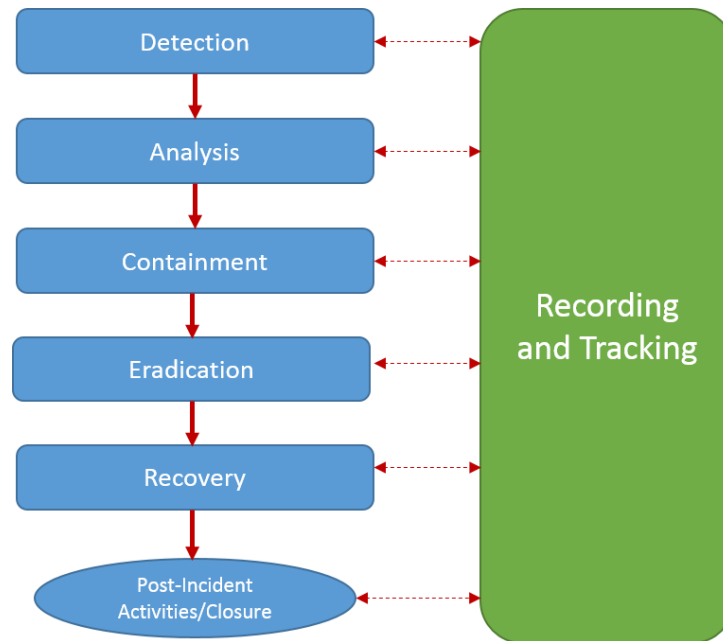 Detection
Analysis
Containment
Eradication
Recovery
Post-Incident
Activities/Closure
Recording
and Tracking